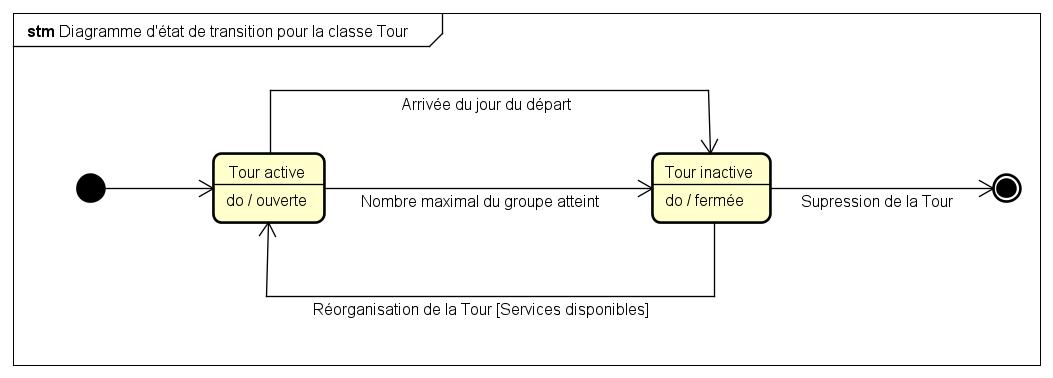 stm Diagramme d'état de transition pour la classe Tour
Arrivée du jour du départ
Tour active
do / ouverte
Nombre maximal du groupe atteint
Tour inactive
do / fermée
Supression de la Tour
Réorganisation de la Tour [Services disponibles]